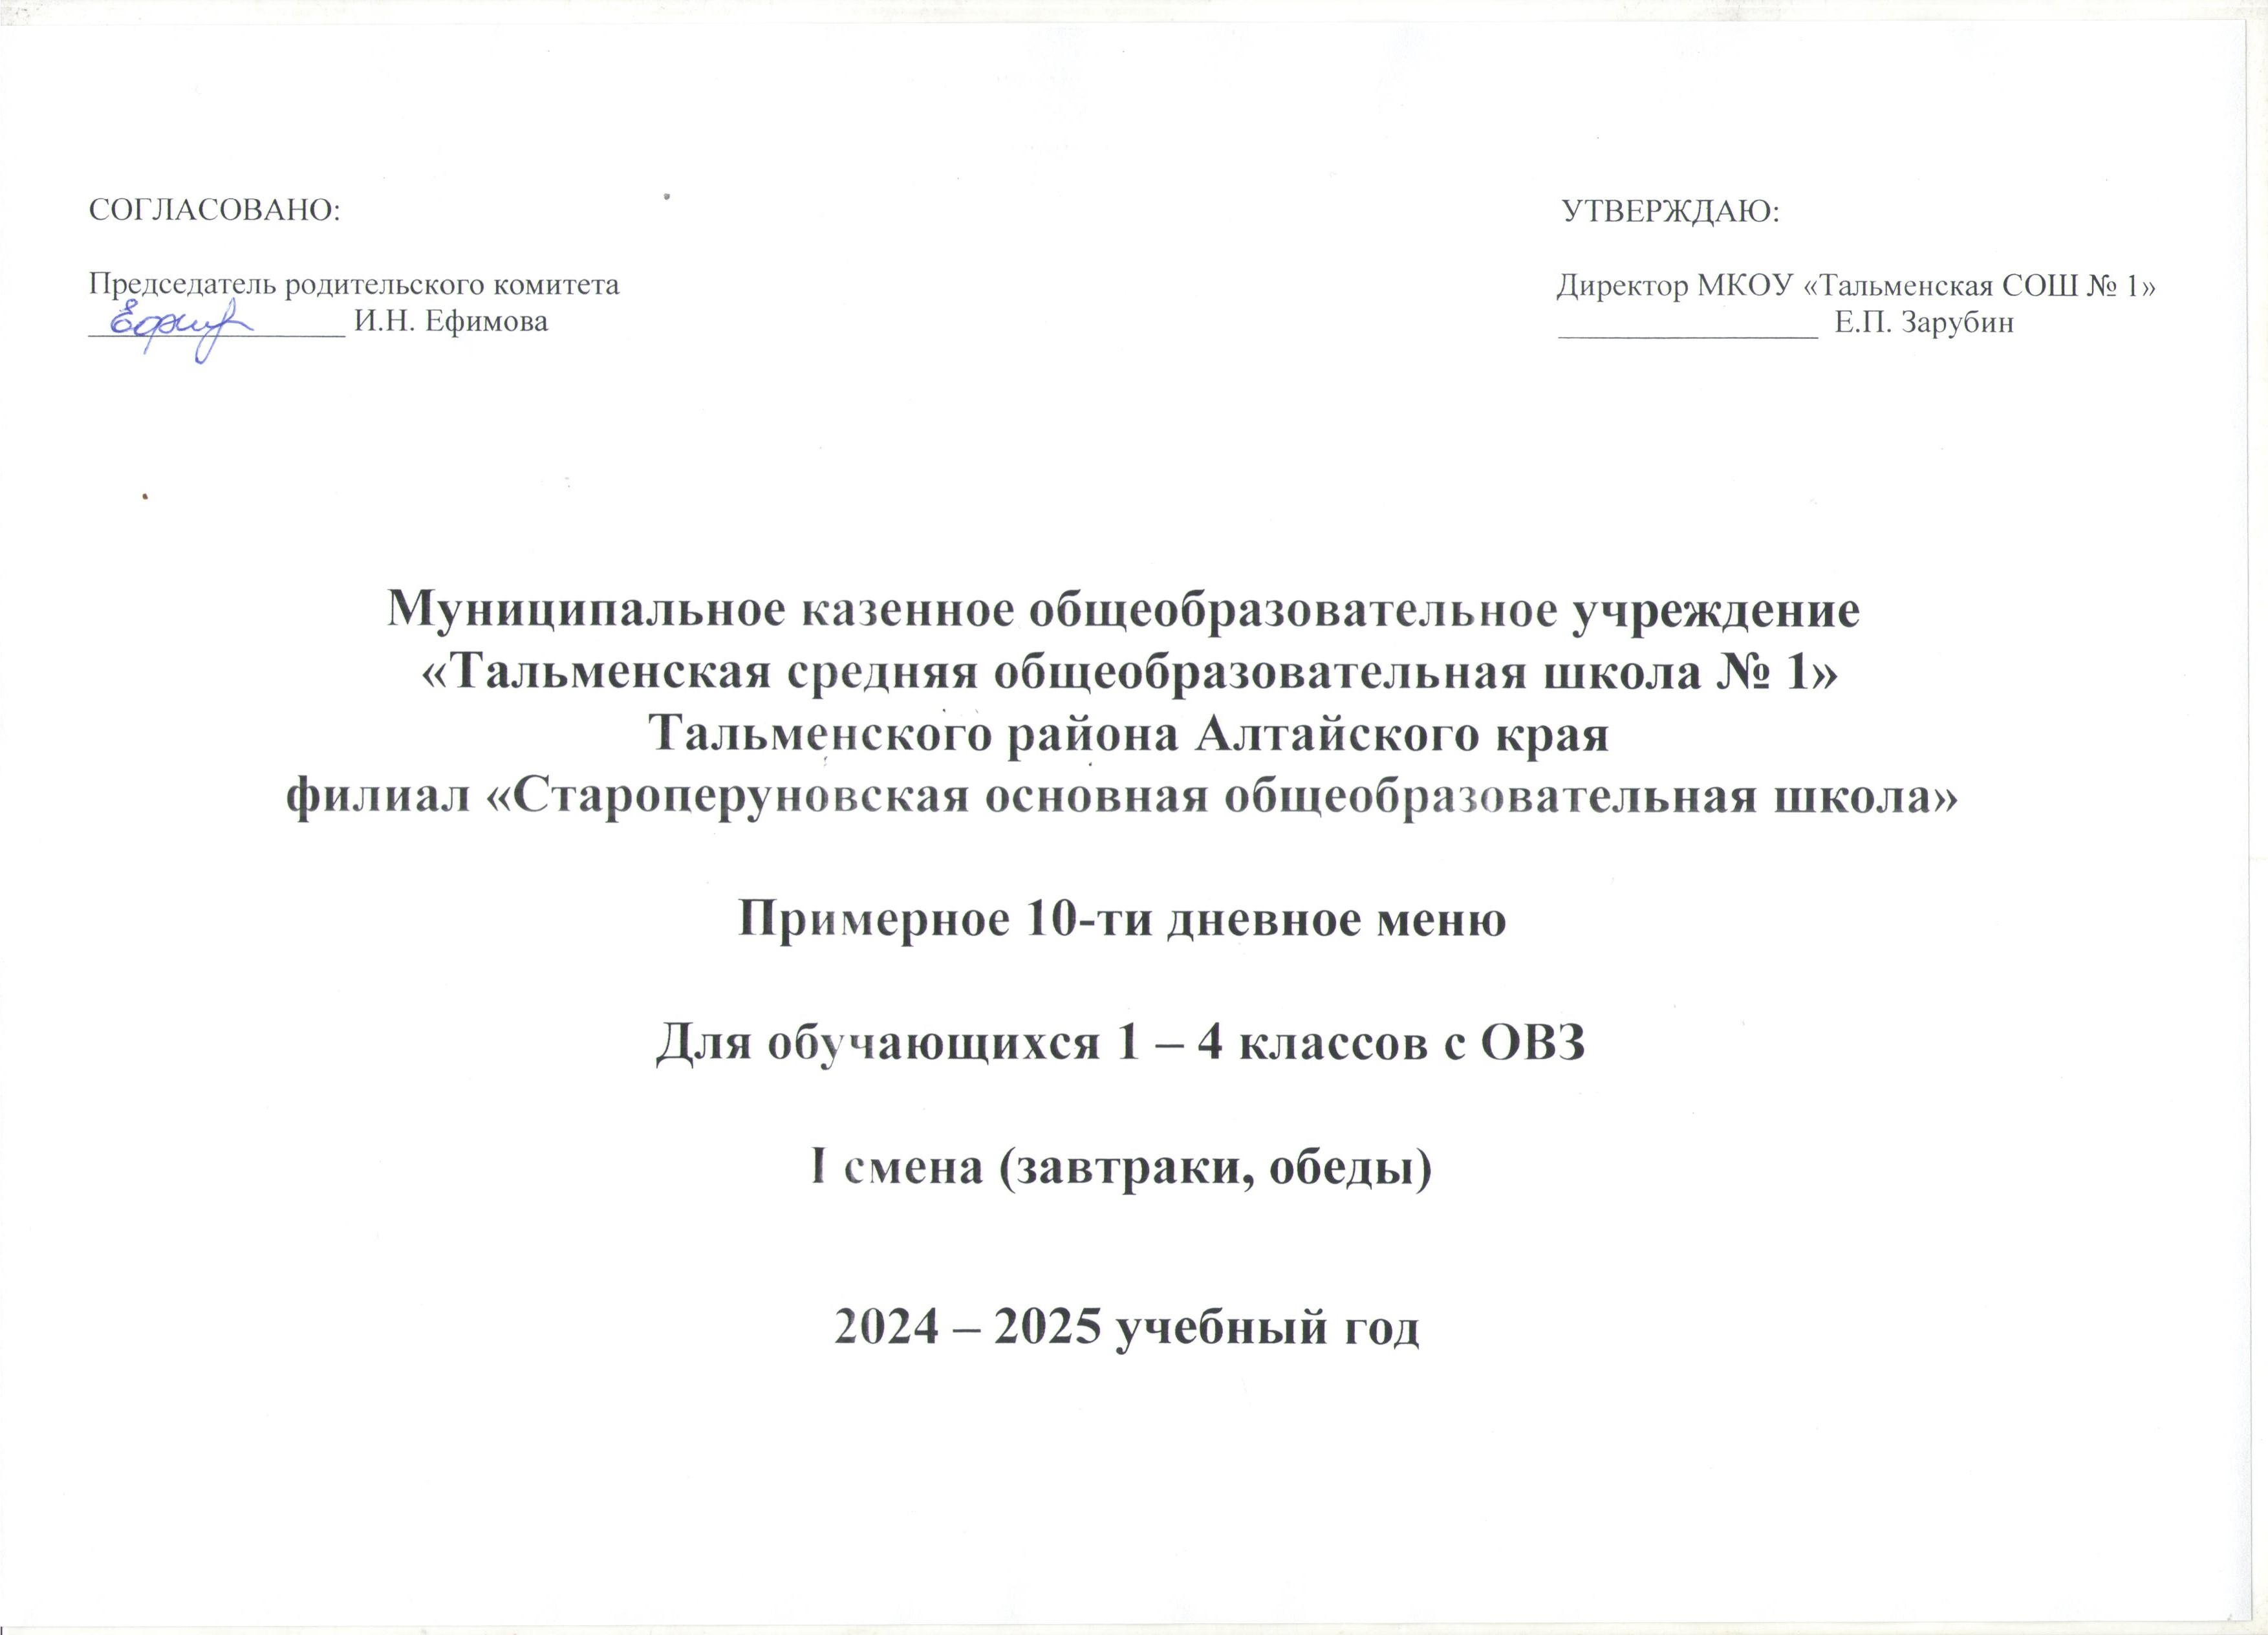 СОГЛАСОВАНО:
УТВЕРЖДАЮ:
Председатель родительского комитета
Директор МКОУ «Тальменская СОШ № 1»
И.Н. Ефимова
Е.П. Зарубин
Муниципальное казенное общеобразовательное учреждение
«Тальменская средняя общеобразовательная школа № 1»
Тальменского района Алтайского края
филиал «Староперуновская основная общеобразовательная школа»
Примерное 10-ти дневное меню
Для обучающихся 1 – 4 классов с ОВЗ
I смена (завтраки, обеды)
2024 – 2025 учебный год